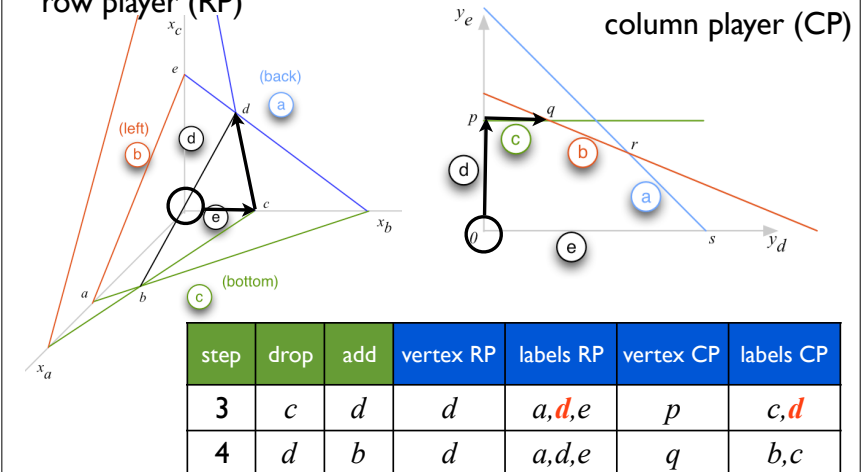 row player (RP)
column player (CP)
x_c
e
(back)
a
d
(left)
b
d
c
e
x_b
a
b
c
(bottom)
x_a
y_e
p
q
c
b
r
d
a
0
e
s
y_d
step drop add vertex RP labels RP vertex CP labels CP
3 c d d a,d,e p c,d
4 d b d a,d,e q b,c